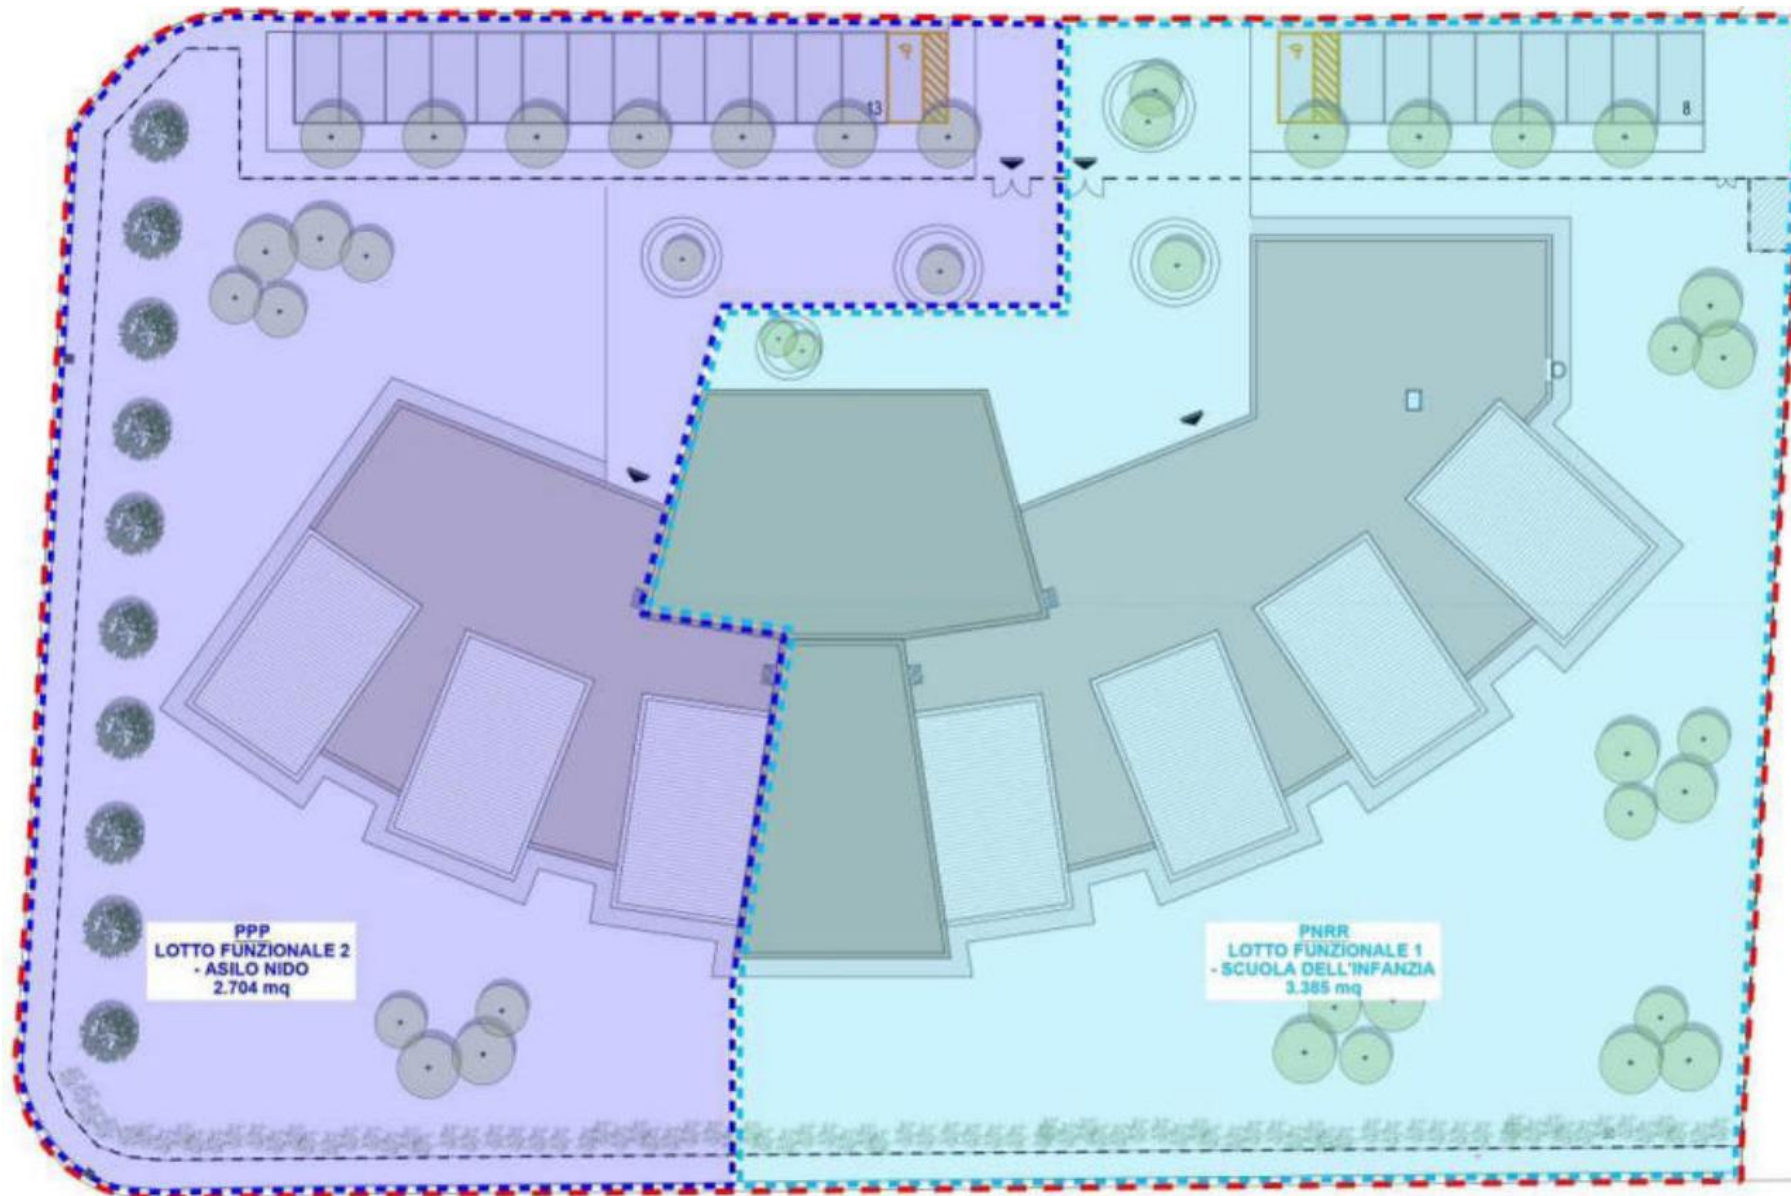 13
8
PPP
LOTTO FUNZIONALE 2
- ASILO NIDO
2.704 mq
PNRR
LOTTO FUNZIONALE 1
- SCUOLA DELL'INFANZIA
3.385 mq